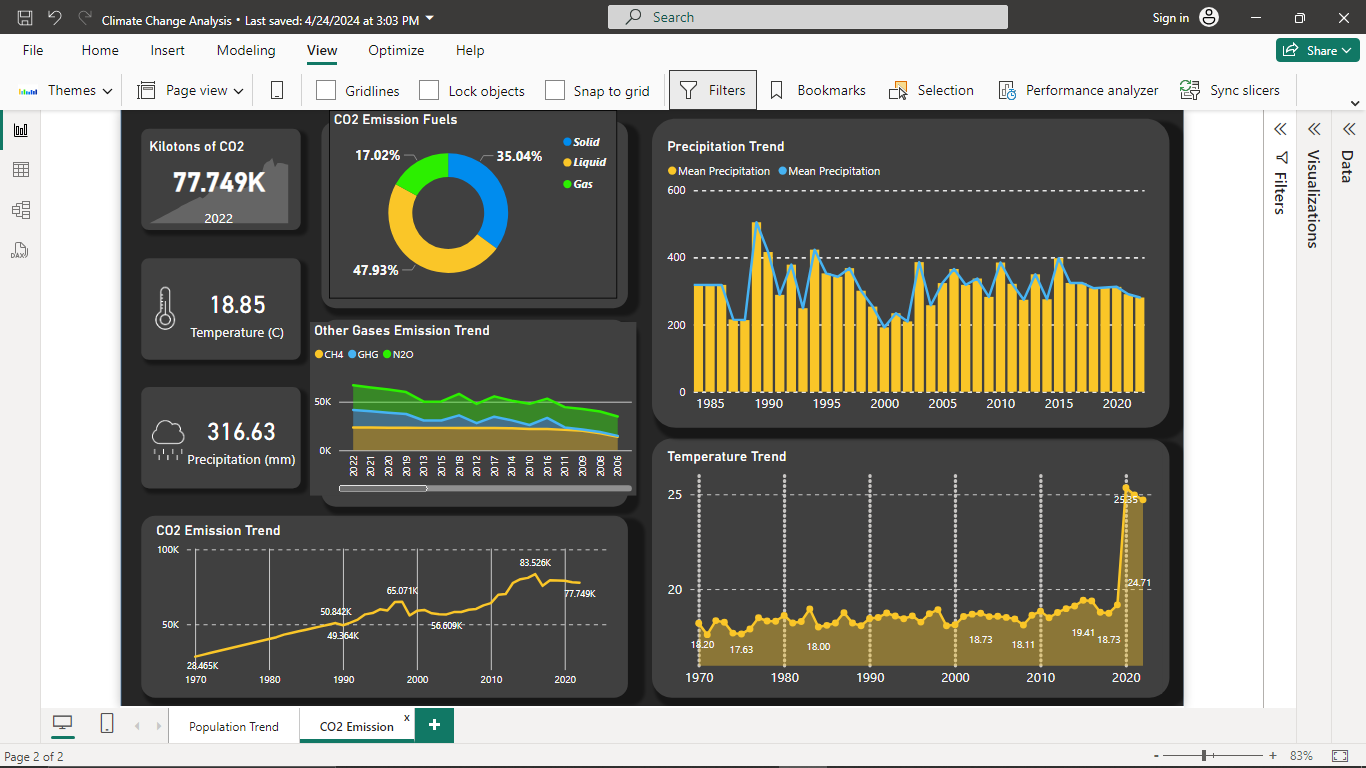 Climate Change Analysis • Last saved: 4/24/2024 at 3:03 PM
Search
Sign in
File Home Insert Modeling View Optimize Help
Share
Themes Page view Gridlines Lock objects Snap to grid Filters Bookmarks Selection Performance analyzer Sync slicers
DAX
Kilotons of CO2
77.749K
2022
18.85
Temperature (C)
316.63
Precipitation (mm)
CO2 Emission Fuels
17.02%
35.04%
47.93%
Solid
Liquid
Gas
Other Gases Emission Trend
CH4 GHG N2O
50K
0K
2022 2021 2020 2019 2013 2015 2018 2012 2017 2014 2010 2016 2011 2009 2008 2006
CO2 Emission Trend
100K
50K
28.465K
50.842K
49.364K
65.071K
56.609K
83.526K
77.749K
1970 1980 1990 2000 2010 2020
Precipitation Trend
Mean Precipitation Mean Precipitation
600
400
200
0
1985 1990 1995 2000 2005 2010 2015 2020
Temperature Trend
25
20
18.20
17.63
18.00
18.73
18.11
19.41
18.73
25.35
24.71
1970 1980 1990 2000 2010 2020
Filters
Visualizations
Data
Population Trend
CO2 Emission
x
+
Page 2 of 2
- + 83%